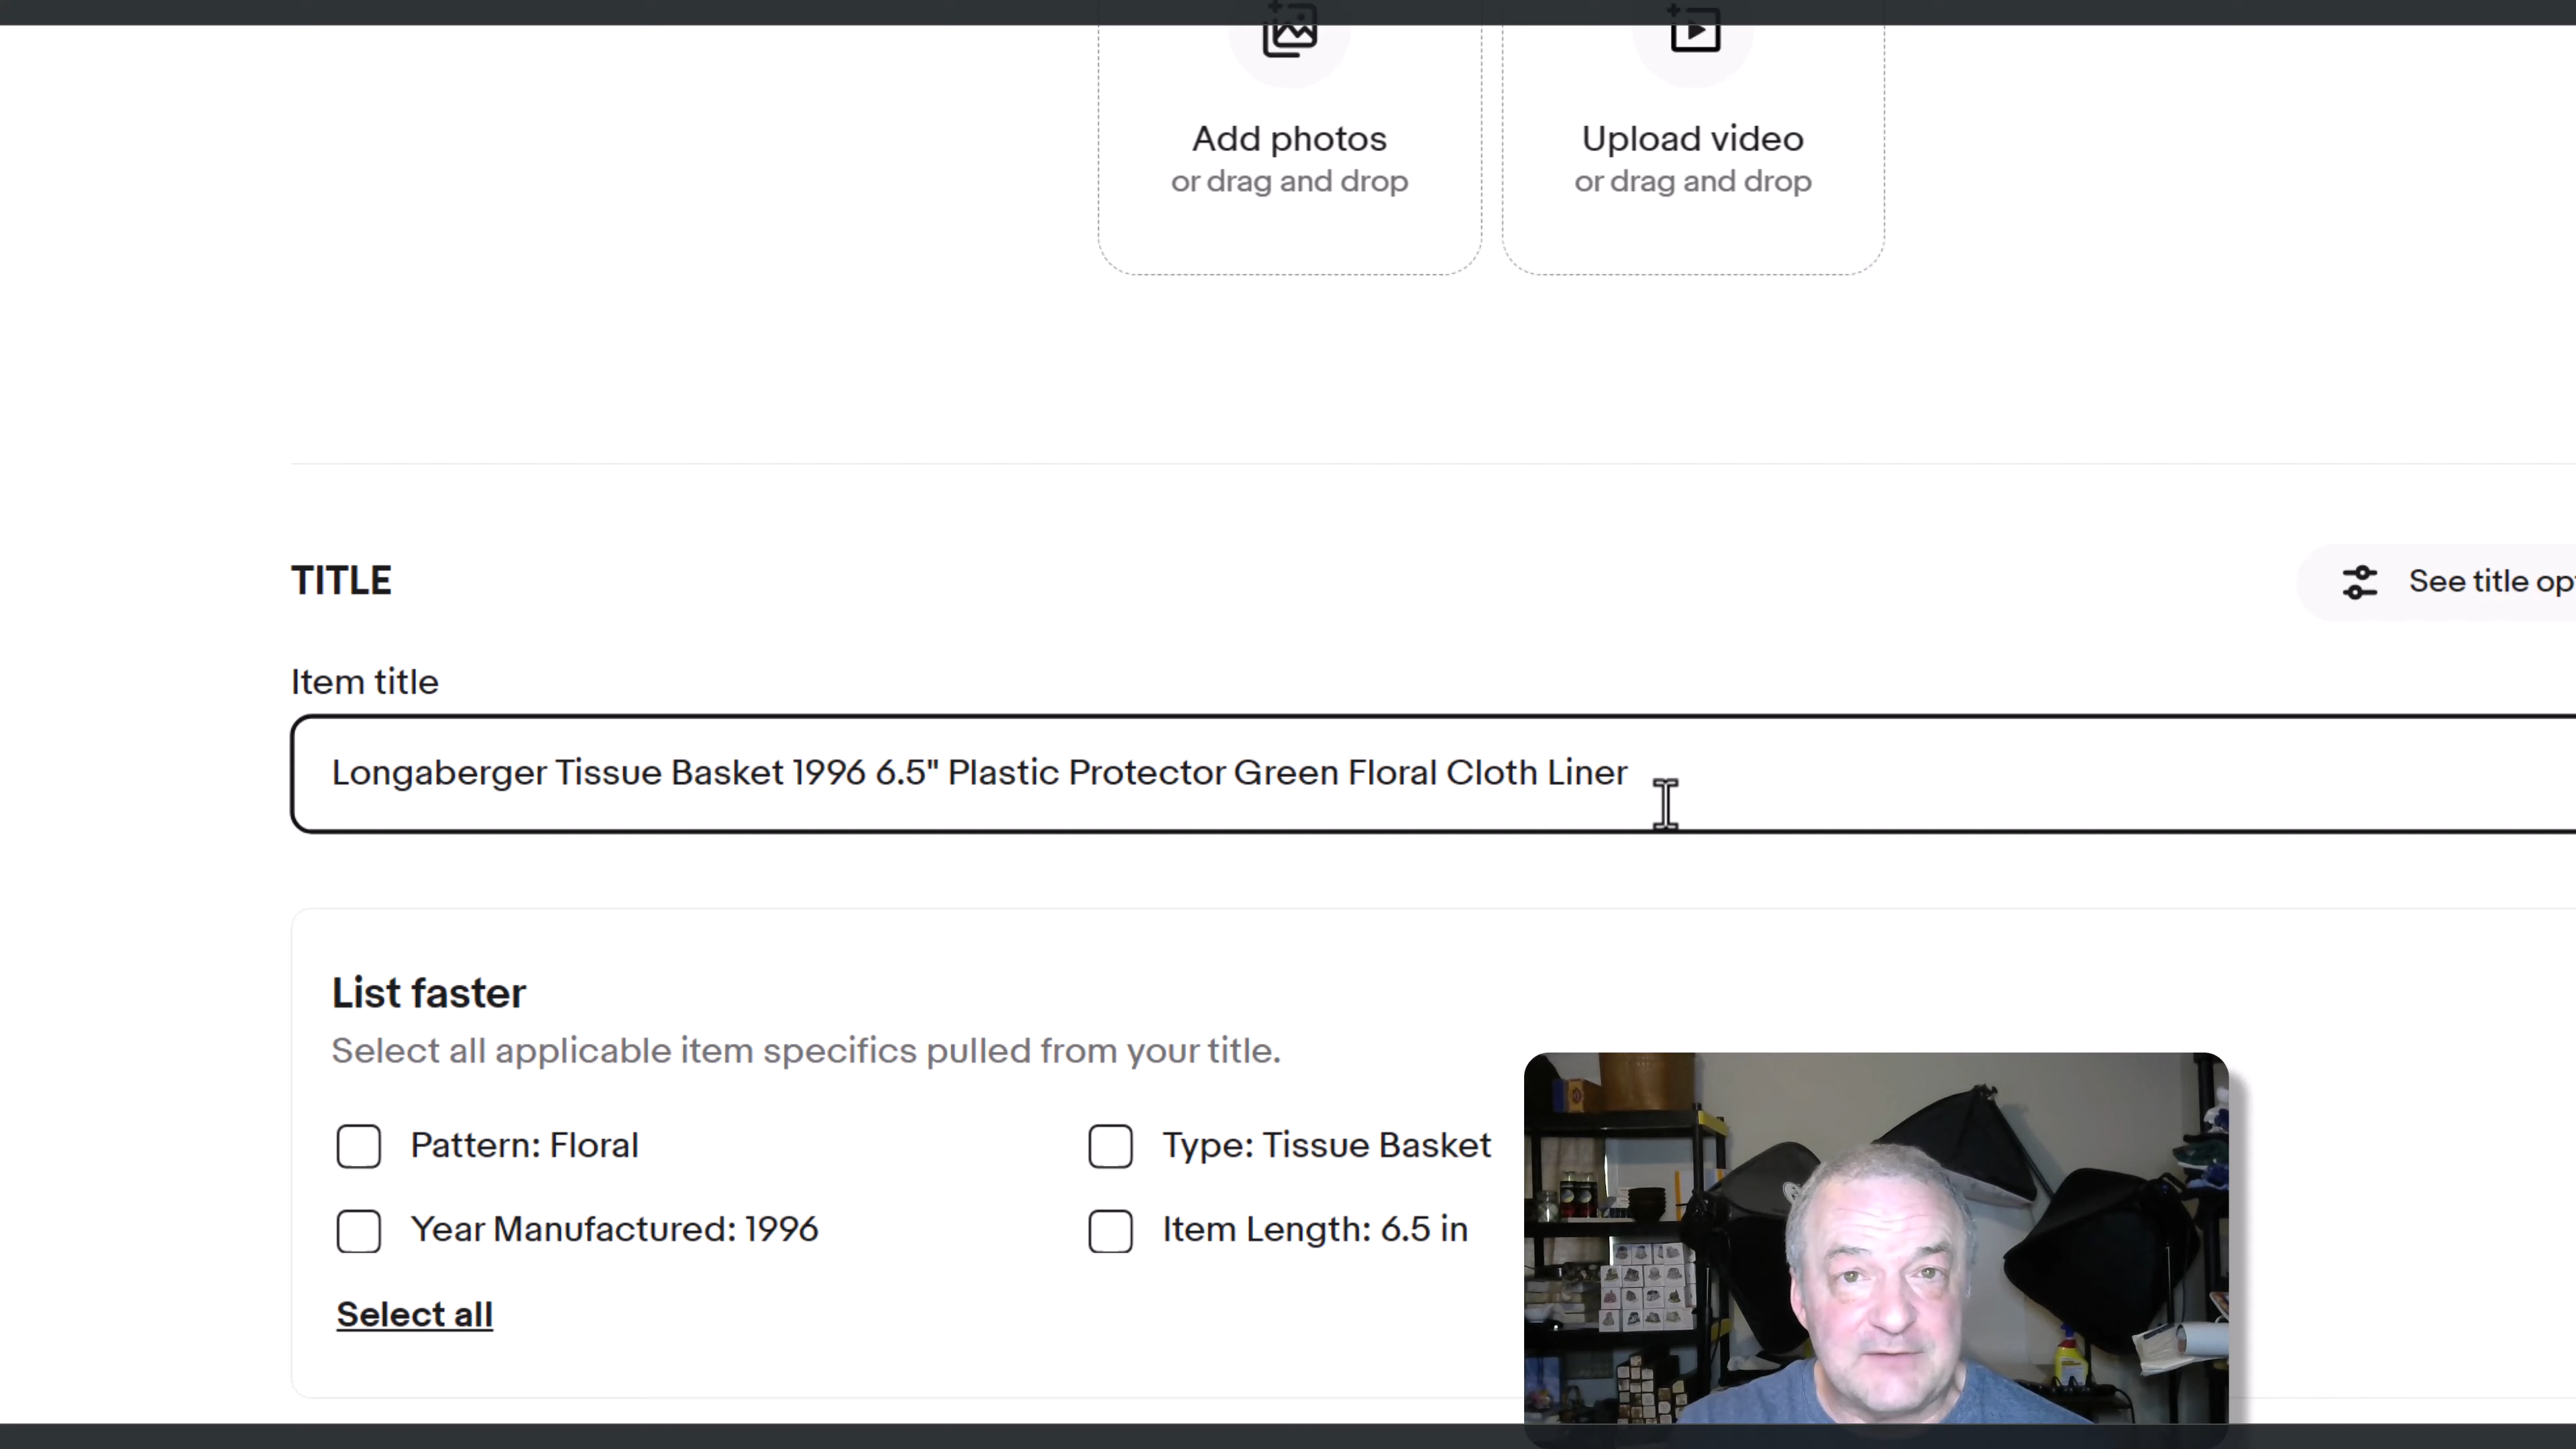 Add photos
or drag and drop
Upload video
or drag and drop
TITLE
See title op
Item title
Longaberger Tissue Basket 1996 6.5" Plastic Protector Green Floral Cloth Liner
List faster
Select all applicable item specifics pulled from your title.
Pattern: Floral
Type: Tissue Basket
Year Manufactured: 1996
Item Length: 6.5 in
Select all